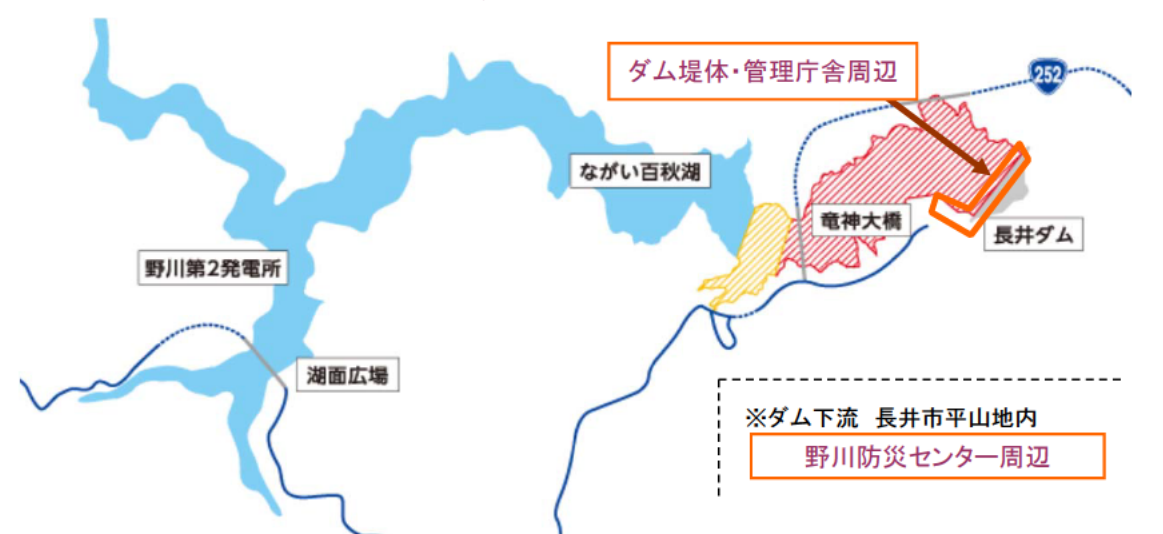 ダム堤体・管理庁舎周辺
252
ながい百秋湖
竜神大橋
長井ダム
野川第2発電所
湖面広場
※ダム下流　長井市平山地内
野川防災センター周辺